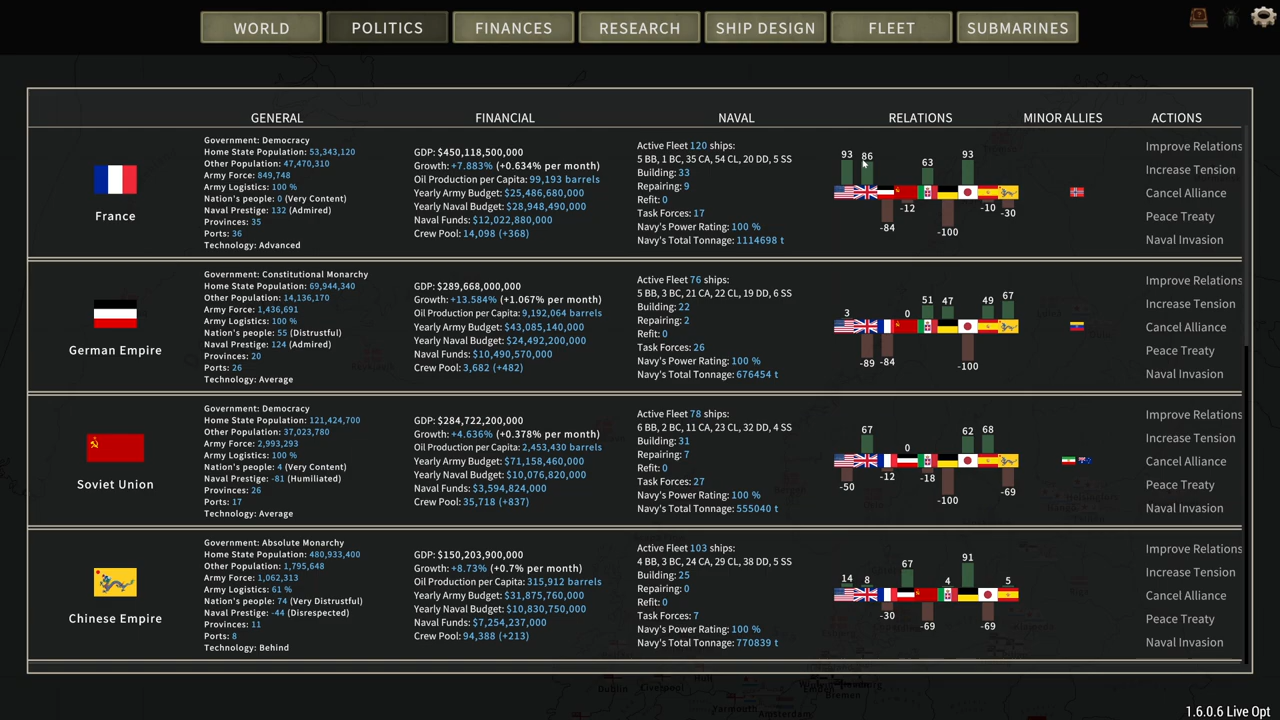 WORLD POLITICS FINANCES RESEARCH SHIP DESIGN FLEET SUBMARINES
GENERAL FINANCIAL NAVAL RELATIONS MINOR ALLIES ACTIONS
France
Government: Democracy
Home State Population: 53,343,120
Other Population: 47,470,310
Army Force: 849,748
Army Logistics: 100 %
Nation's people: 0 (Very Content)
Naval Prestige: 132 (Admired)
Provinces: 35
Ports: 36
Technology: Advanced
GDP: $450,118,500,000
Growth: +7.883% (+0.634% per month)
Oil Production per Capita: 99,193 barrels
Yearly Army Budget: $25,486,680,000
Yearly Naval Budget: $28,948,490,000
Naval Funds: $12,022,880,000
Crew Pool: 14,098 (+368)
Active Fleet 120 ships:
5 BB, 1 BC, 35 CA, 54 CL, 20 DD, 5 SS
Building: 33
Repairing: 9
Refit: 0
Task Forces: 17
Navy's Power Rating: 100 %
Navy's Total Tonnage: 1114698 t
93 86 63 93
-84 -12 -100 -10 -30
Improve Relations
Increase Tension
Cancel Alliance
Peace Treaty
Naval Invasion
German Empire
Government: Constitutional Monarchy
Home State Population: 69,944,340
Other Population: 14,136,170
Army Force: 1,436,691
Army Logistics: 100 %
Nation's people: 55 (Distrustful)
Naval Prestige: 124 (Admired)
Provinces: 20
Ports: 26
Technology: Average
GDP: $289,668,000,000
Growth: +13.584% (+1.067% per month)
Oil Production per Capita: 9,192,064 barrels
Yearly Army Budget: $43,085,140,000
Yearly Naval Budget: $24,492,200,000
Naval Funds: $10,490,570,000
Crew Pool: 3,682 (+482)
Active Fleet 76 ships:
5 BB, 3 BC, 21 CA, 22 CL, 19 DD, 6 SS
Building: 22
Repairing: 2
Refit: 0
Task Forces: 26
Navy's Power Rating: 100 %
Navy's Total Tonnage: 676454 t
3 0 51 47 49 67
-89 -84 -100
Improve Relations
Increase Tension
Cancel Alliance
Peace Treaty
Naval Invasion
Soviet Union
Government: Democracy
Home State Population: 121,424,700
Other Population: 37,023,780
Army Force: 2,993,293
Army Logistics: 100 %
Nation's people: 4 (Very Content)
Naval Prestige: -81 (Humiliated)
Provinces: 26
Ports: 17
Technology: Average
GDP: $284,722,200,000
Growth: +4.636% (+0.378% per month)
Oil Production per Capita: 2,453,430 barrels
Yearly Army Budget: $71,158,460,000
Yearly Naval Budget: $10,076,820,000
Naval Funds: $3,594,824,000
Crew Pool: 35,718 (+837)
Active Fleet 78 ships:
6 BB, 2 BC, 11 CA, 23 CL, 32 DD, 4 SS
Building: 31
Repairing: 7
Refit: 0
Task Forces: 27
Navy's Power Rating: 100 %
Navy's Total Tonnage: 555040 t
67 0 62 68
-50 -12 -18 -100 -69
Improve Relations
Increase Tension
Cancel Alliance
Peace Treaty
Naval Invasion
Chinese Empire
Government: Absolute Monarchy
Home State Population: 480,933,400
Other Population: 1,795,648
Army Force: 1,062,313
Army Logistics: 61 %
Nation's people: 74 (Very Distrustful)
Naval Prestige: -44 (Disrespected)
Provinces: 11
Ports: 8
Technology: Behind
GDP: $150,203,900,000
Growth: +8.73% (+0.7% per month)
Oil Production per Capita: 315,912 barrels
Yearly Army Budget: $31,875,760,000
Yearly Naval Budget: $10,830,750,000
Naval Funds: $7,254,237,000
Crew Pool: 94,388 (+213)
Active Fleet 103 ships:
4 BB, 3 BC, 24 CA, 29 CL, 38 DD, 5 SS
Building: 25
Repairing: 0
Refit: 0
Task Forces: 7
Navy's Power Rating: 100 %
Navy's Total Tonnage: 770839 t
14 8 67 4 91 5
-30 -69 -69
Improve Relations
Increase Tension
Cancel Alliance
Peace Treaty
Naval Invasion
Dublin Liverpool
Bremen
Yarmouth Amsterdam
1.6.0.6 Live Opt